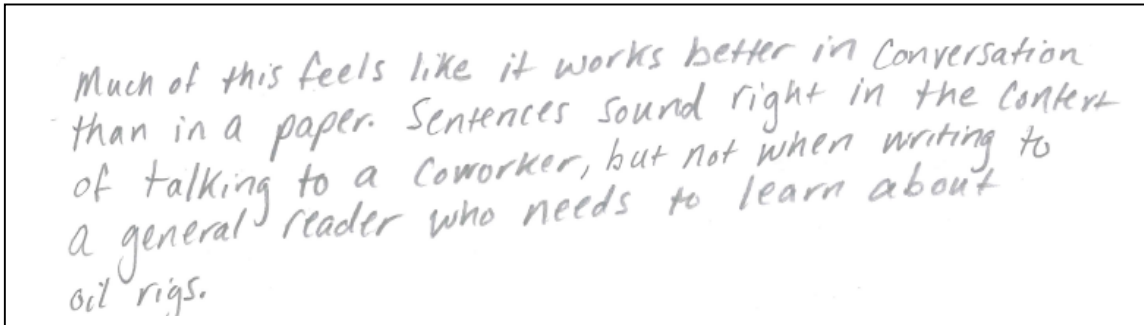 Much of this feels like it works better in Conversation
than in a paper. Sentences sound right in the Context
of talking to a Coworker, but not when writing to
a general reader who needs to learn about
oil rigs.